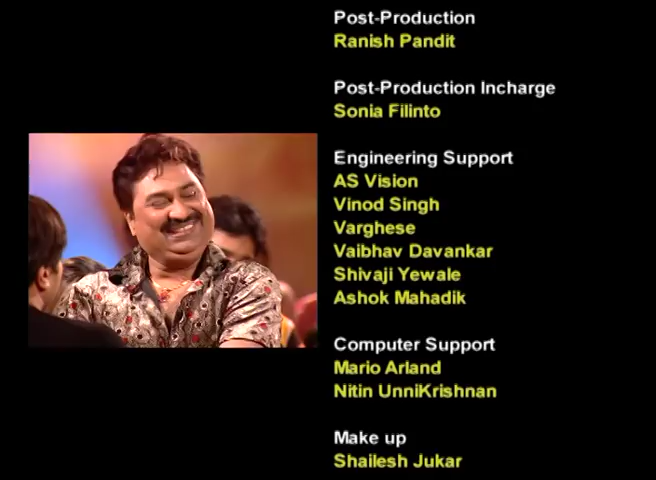 Post-Production
Ranish Pandit
Post-Production Incharge
Sonia Filinto
Engineering Support
AS Vision
Vinod Singh
Varghese
Vaibhav Davankar
Shivaji Yewale
Ashok Mahadik
Computer Support
Mario Arland
Nitin UnniKrishnan
Make up
Shailesh Jukar